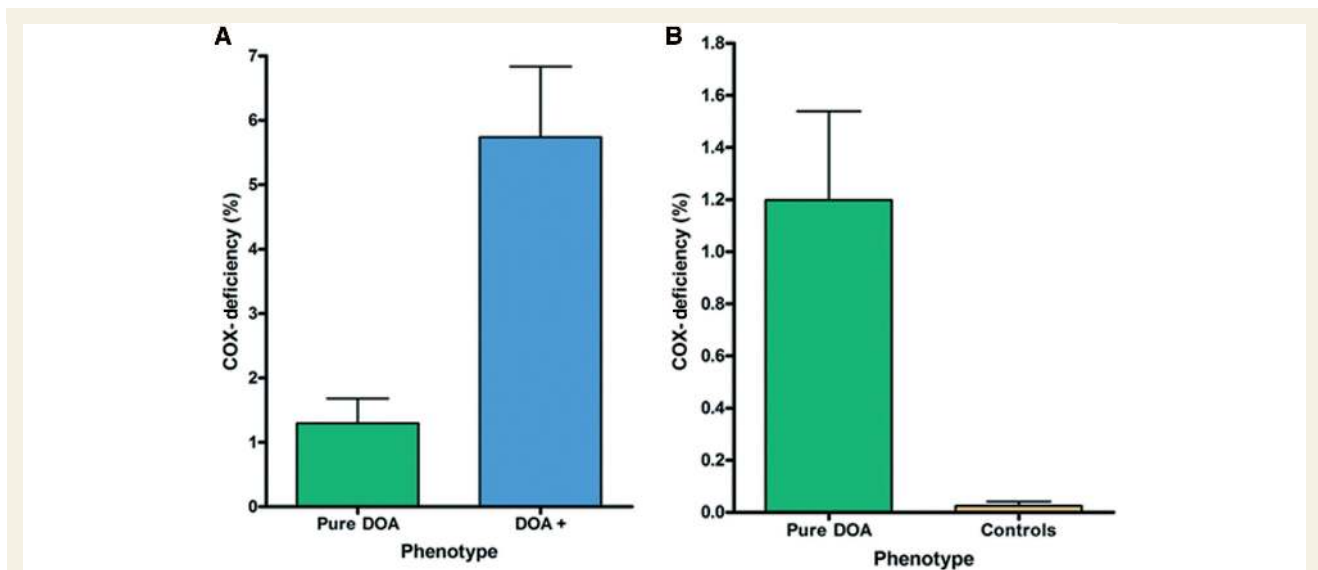 A
COX- deficiency (%)
7
6
5
4
3
2
1
0
Pure DOA
DOA +
Phenotype
B
COX- deficiency (%)
1.8
1.6
1.4
1.2
1.0
0.8
0.6
0.4
0.2
0.0
Pure DOA
Controls
Phenotype